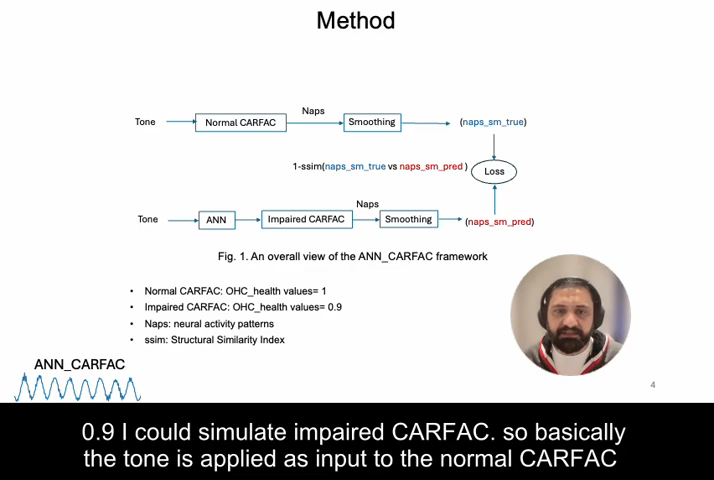 Method
Naps
Tone
Normal CARFAC
Smoothing
(naps_sm_true)
1-ssim(naps_sm_true vs naps_sm_pred )
Loss
Naps
Tone
ANN
Impaired CARFAC
Smoothing
(naps_sm_pred)
Fig. 1. An overall view of the ANN_CARFAC framework
• Normal CARFAC: OHC_health values= 1
• Impaired CARFAC: OHC_health values= 0.9
• Naps: neural activity patterns
• ssim: Structural Similarity Index
ANN_CARFAC
4
0.9 I could simulate impaired CARFAC. so basically
the tone is applied as input to the normal CARFAC